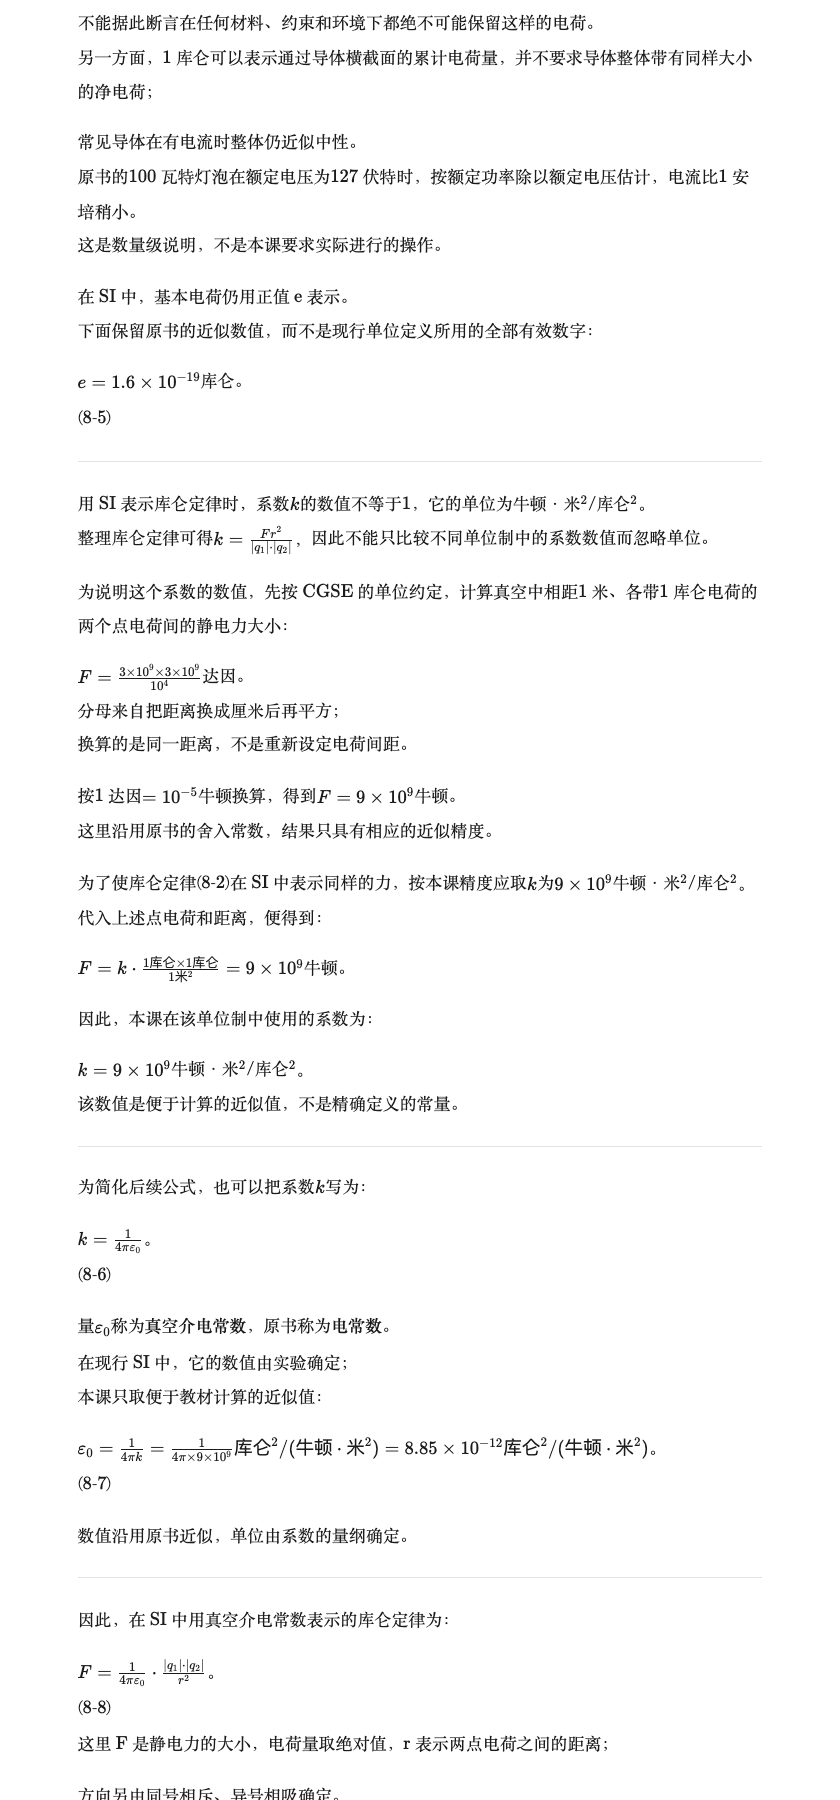 不能据此断言在任何材料、约束和环境下都绝不可能保留这样的电荷。
另一方面，1 库仑可以表示通过导体横截面的累计电荷量，并不要求导体整体带有同样大小
的净电荷；
常见导体在有电流时整体仍近似中性。
原书的100 瓦特灯泡在额定电压为127 伏特时，按额定功率除以额定电压估计，电流比1 安
培稍小。
这是数量级说明，不是本课要求实际进行的操作。
在 SI 中，基本电荷仍用正值 e 表示。
下面保留原书的近似数值，而不是现行单位定义所用的全部有效数字：
e = 1.6 × 10⁻¹⁹库仑。
(8-5)
用 SI 表示库仑定律时，系数k的数值不等于1，它的单位为牛顿 · 米²/库仑²。
整理库仑定律可得k = Fr²/(|q₁|·|q₂|)，因此不能只比较不同单位制中的系数数值而忽略单位。
为说明这个系数的数值，先按 CGSE 的单位约定，计算真空中相距1 米、各带1 库仑电荷的
两个点电荷间的静电力大小：
F = (3×10⁹×3×10⁹)/10⁴ 达因。
分母来自把距离换成厘米后再平方；
换算的是同一距离，不是重新设定电荷间距。
按1 达因= 10⁻⁵牛顿换算，得到F = 9 × 10⁹牛顿。
这里沿用原书的舍入常数，结果只具有相应的近似精度。
为了使库仑定律(8-2)在 SI 中表示同样的力，按本课精度应取k为9 × 10⁹牛顿 · 米²/库仑²。
代入上述点电荷和距离，便得到：
F = k · (1库仑×1库仑)/1米² = 9 × 10⁹牛顿。
因此，本课在该单位制中使用的系数为：
k = 9 × 10⁹牛顿 · 米²/库仑²。
该数值是便于计算的近似值，不是精确定义的常量。
为简化后续公式，也可以把系数k写为：
k = 1/(4πε₀)。
(8-6)
量ε₀称为真空介电常数，原书称为电常数。
在现行 SI 中，它的数值由实验确定；
本课只取便于教材计算的近似值：
ε₀ = 1/(4πk) = 1/(4π×9×10⁹)库仑²/(牛顿 · 米²) = 8.85 × 10⁻¹²库仑²/(牛顿 · 米²)。
(8-7)
数值沿用原书近似，单位由系数的量纲确定。
因此，在 SI 中用真空介电常数表示的库仑定律为：
F = 1/(4πε₀) · (|q₁|·|q₂|)/r²。
(8-8)
这里 F 是静电力的大小，电荷量取绝对值，r 表示两点电荷之间的距离；
方向另由同号相斥、异号相吸确定。